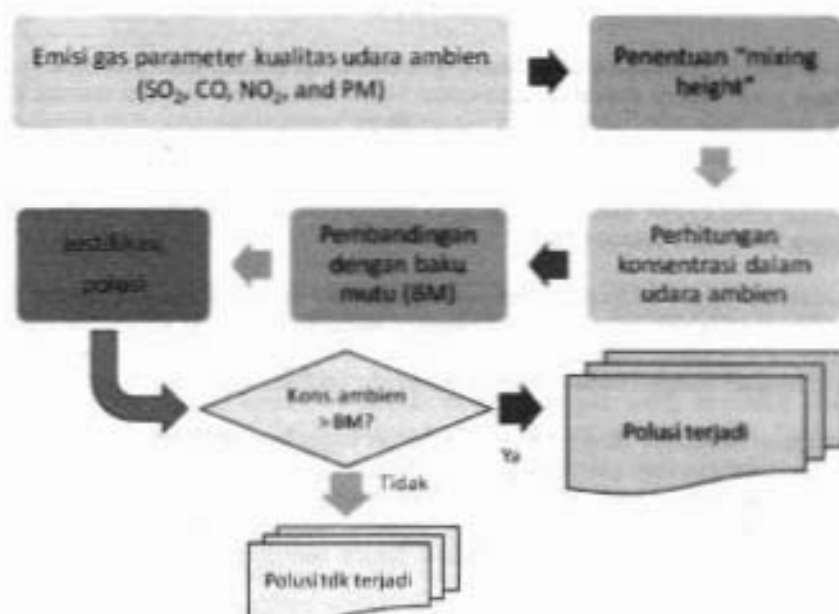 Emisi gas parameter kualitas udara ambien
(SO₂, CO, NO₂, and PM)
Penentuan "mixing
height"
Justifikasi
polusi
Pembandingan
dengan baku
mutu (BM)
Perhitungan
konsentrasi dalam
udara ambien
Kons. ambien
> BM?
Ya
Polusi terjadi
Tidak
Polusi tdk terjadi